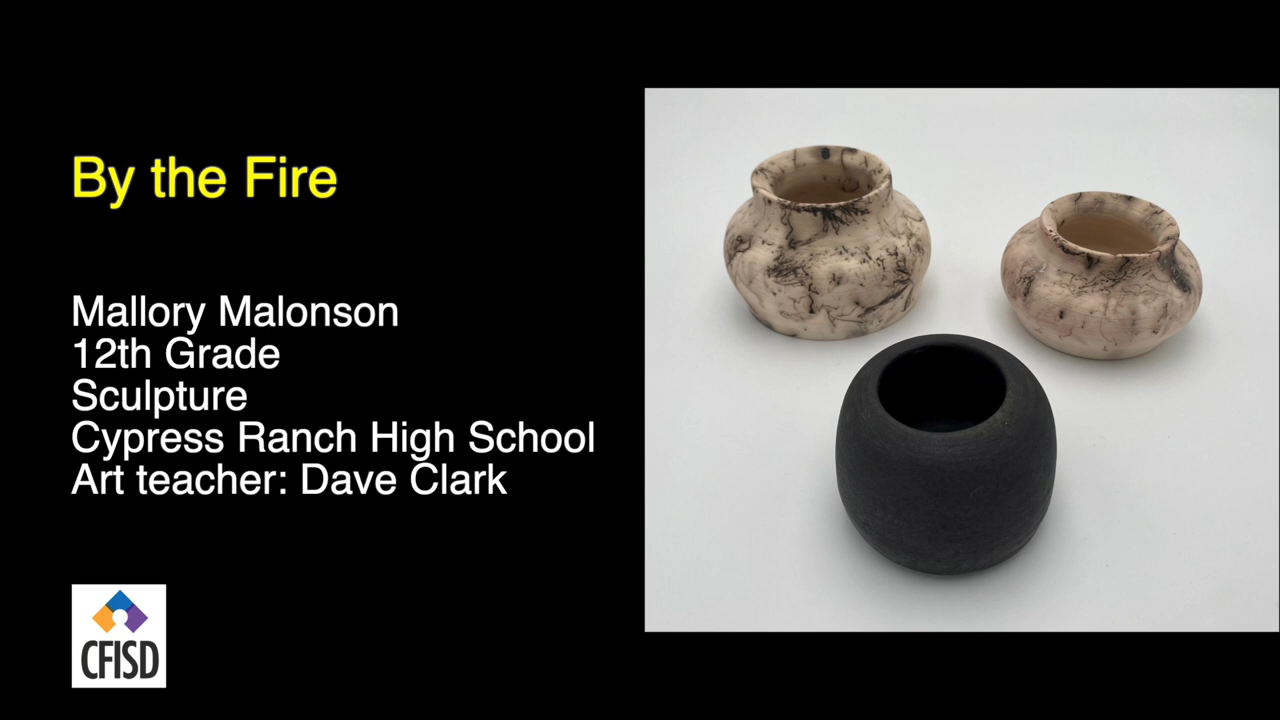 By the Fire
Mallory Malonson
12th Grade
Sculpture
Cypress Ranch High School
Art teacher: Dave Clark
CFISD